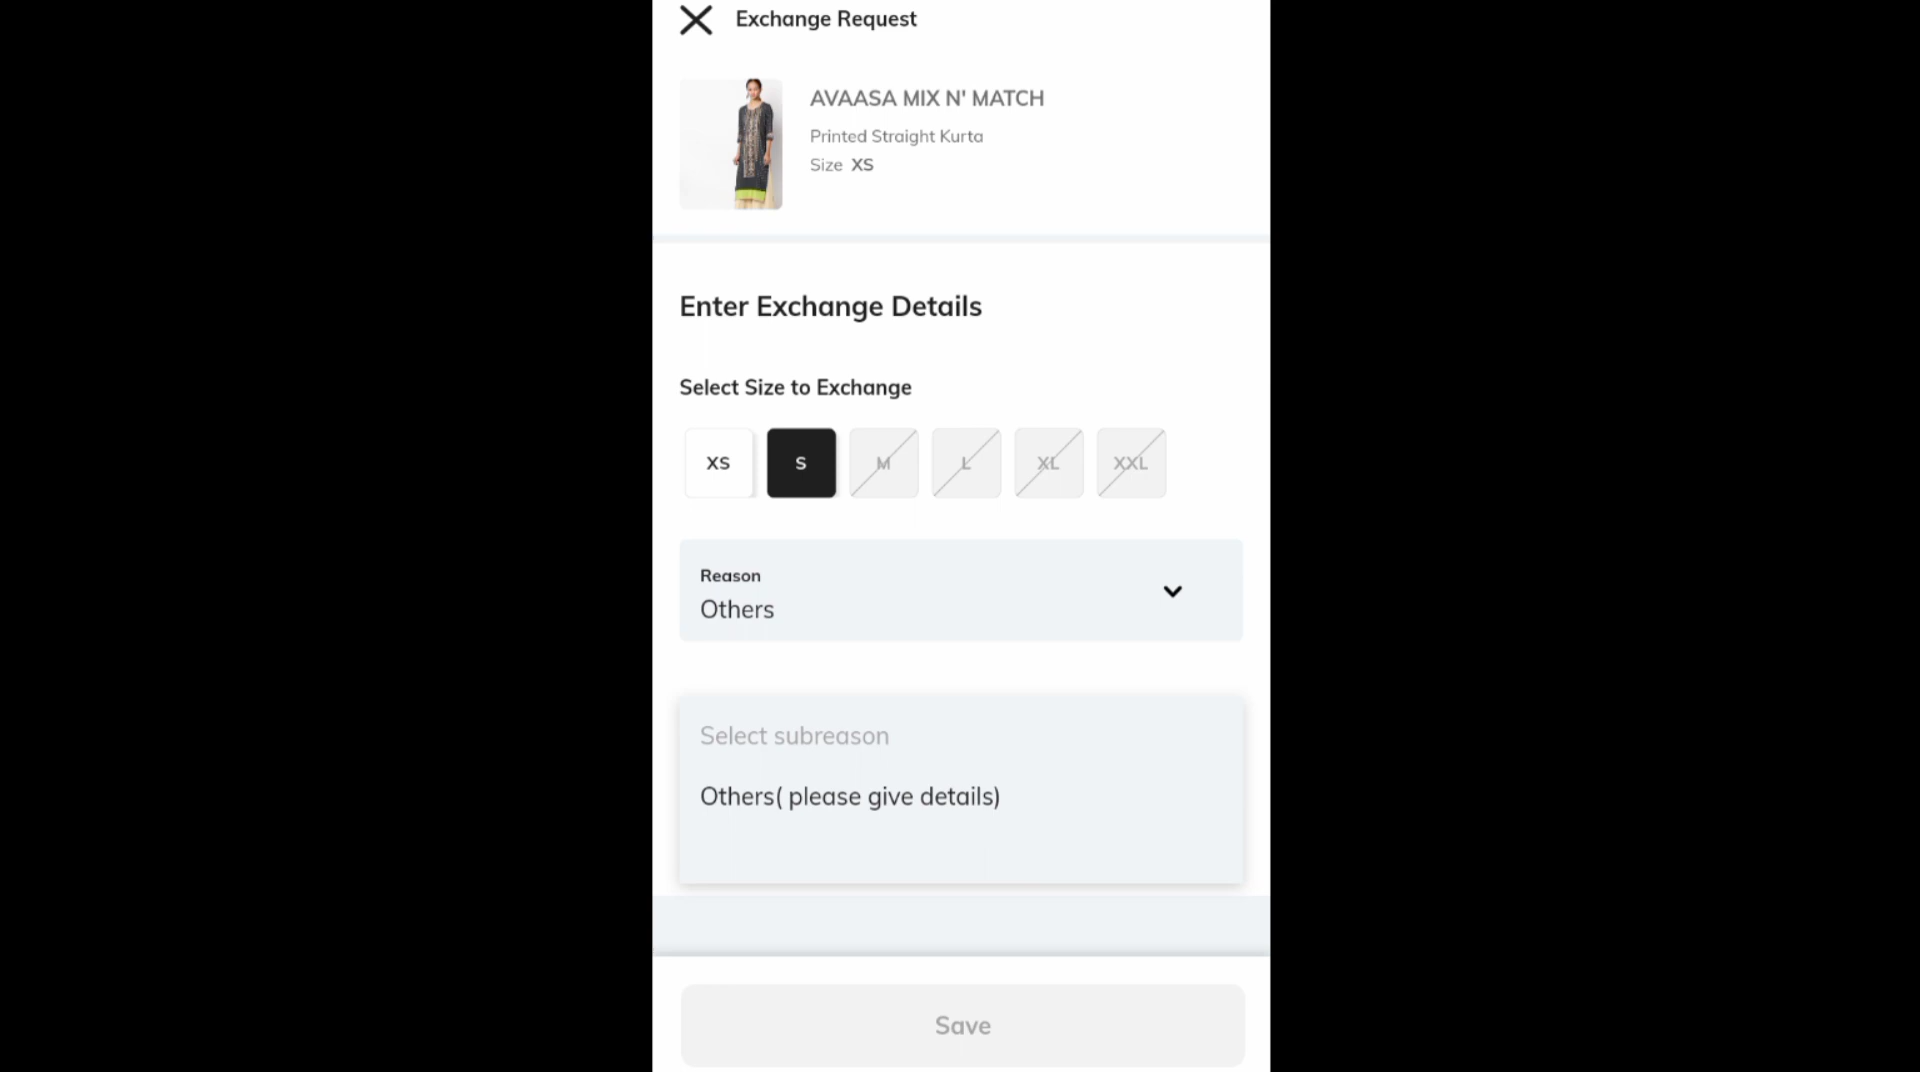 Exchange Request
AVAASA MIX N' MATCH
Printed Straight Kurta
Size XS
Enter Exchange Details
Select Size to Exchange
XS S M L XL XXL
Reason
Others
Select subreason
Others( please give details)
Save